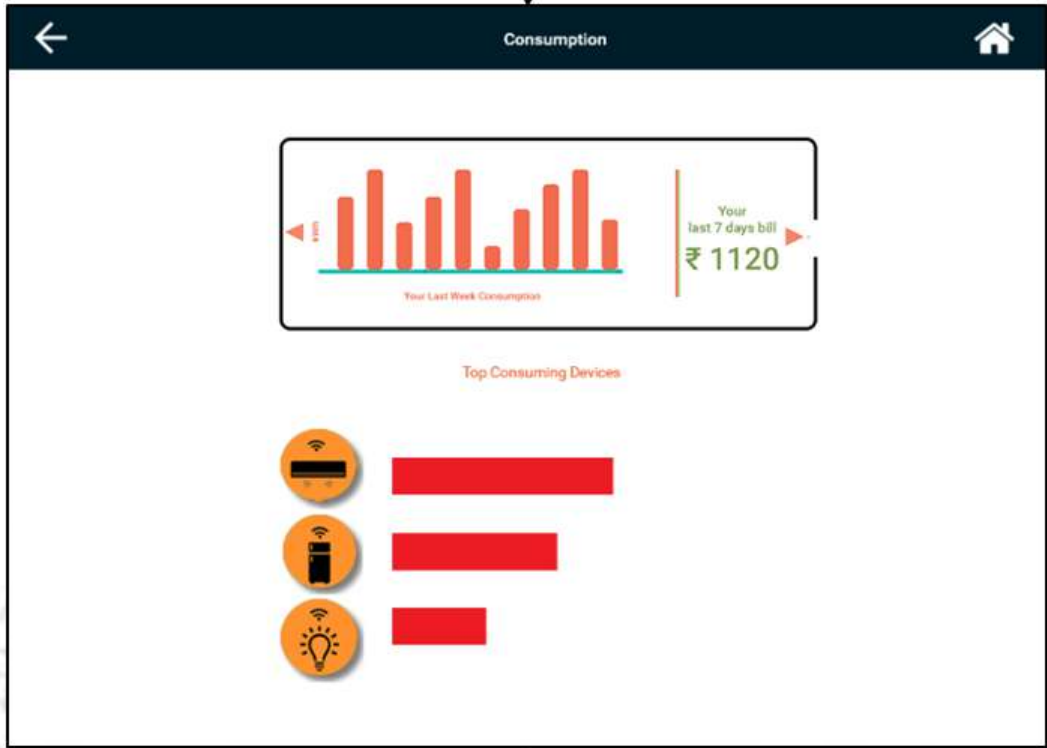 Consumption
Your
last 7 days bill
₹ 1120
Your Last Week Consumption
Top Consuming Devices